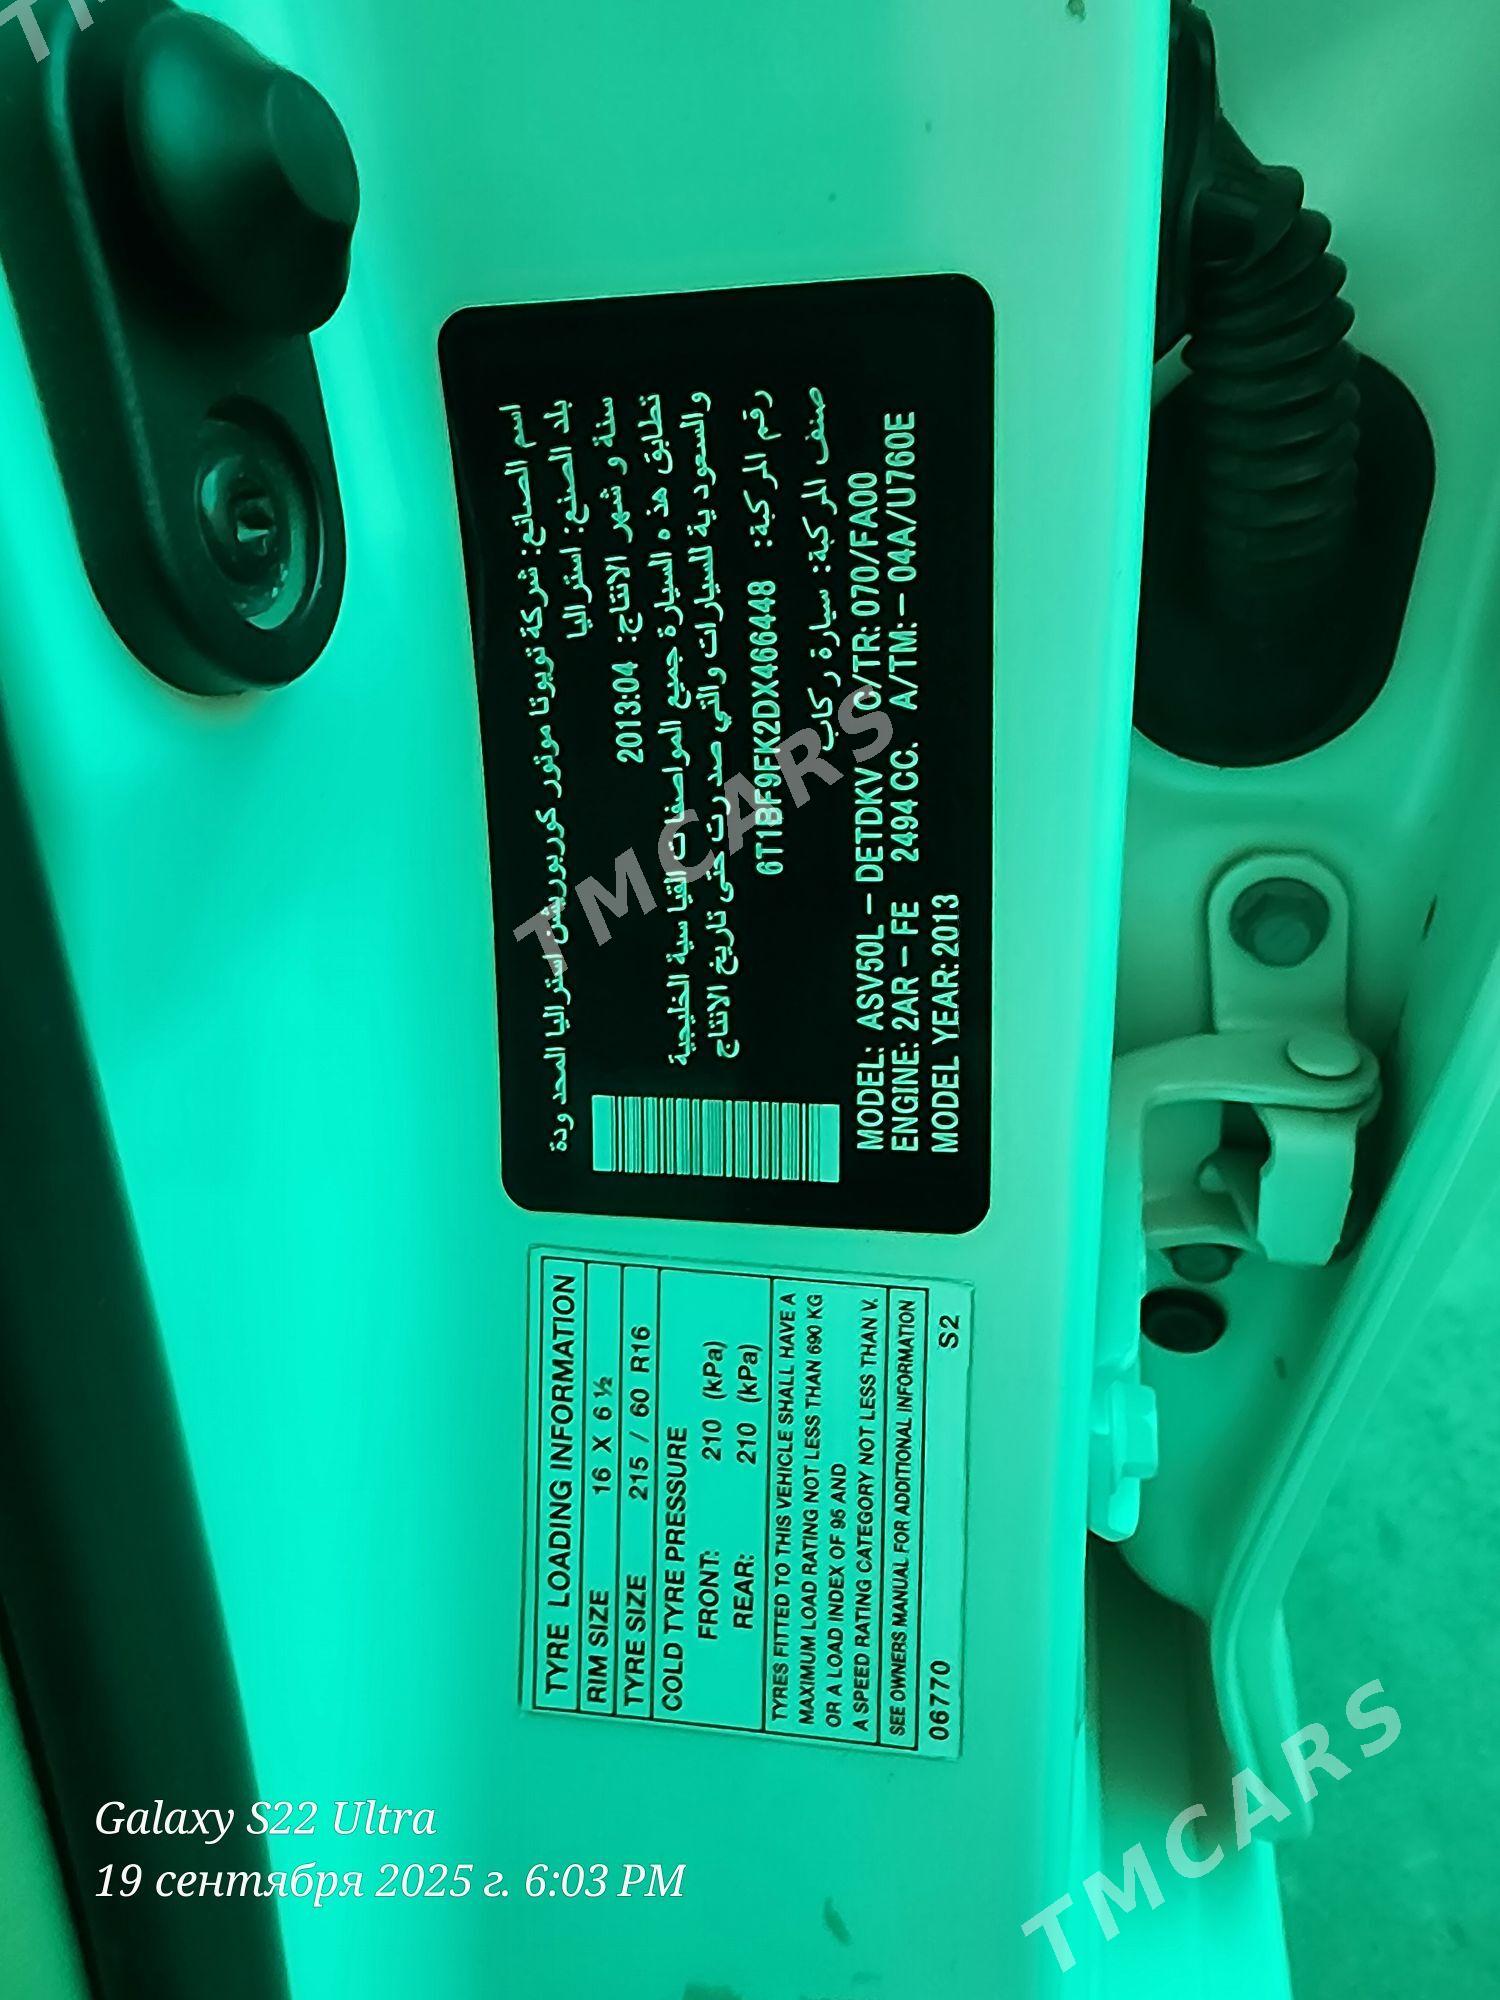 اسم الصانع: شركة تويوتا موتور كوربوريشن استراليا المحدودة
بلد الصنع: استراليا
سنة و شهر الانتاج: 2013:04
تطابق هذه السيارة جميع المواصفات القياسية الخليجية
والسعودية للسيارات والتي صدرت حتى تاريخ الانتاج
رقم المركبة: 6T1BF9FK2DX466448
صنف المركبة: سيارة ركاب
MODEL: ASV50L – DETDKV C/TR: 070/FA00
ENGINE: 2AR – FE 2494 CC. A/TM: – 04A/U760E
MODEL YEAR: 2013
TYRE LOADING INFORMATION
RIM SIZE 16 X 6 ½
TYRE SIZE 215 / 60 R16
COLD TYRE PRESSURE
FRONT: 210 (kPa)
REAR: 210 (kPa)
TYRES FITTED TO THIS VEHICLE SHALL HAVE A
MAXIMUM LOAD RATING NOT LESS THAN 690 KG
OR A LOAD INDEX OF 95 AND
A SPEED RATING CATEGORY NOT LESS THAN V.
SEE OWNERS MANUAL FOR ADDITIONAL INFORMATION
06770 S2
Galaxy S22 Ultra
19 сентября 2025 г. 6:03 PM
TMCARS
TMCARS